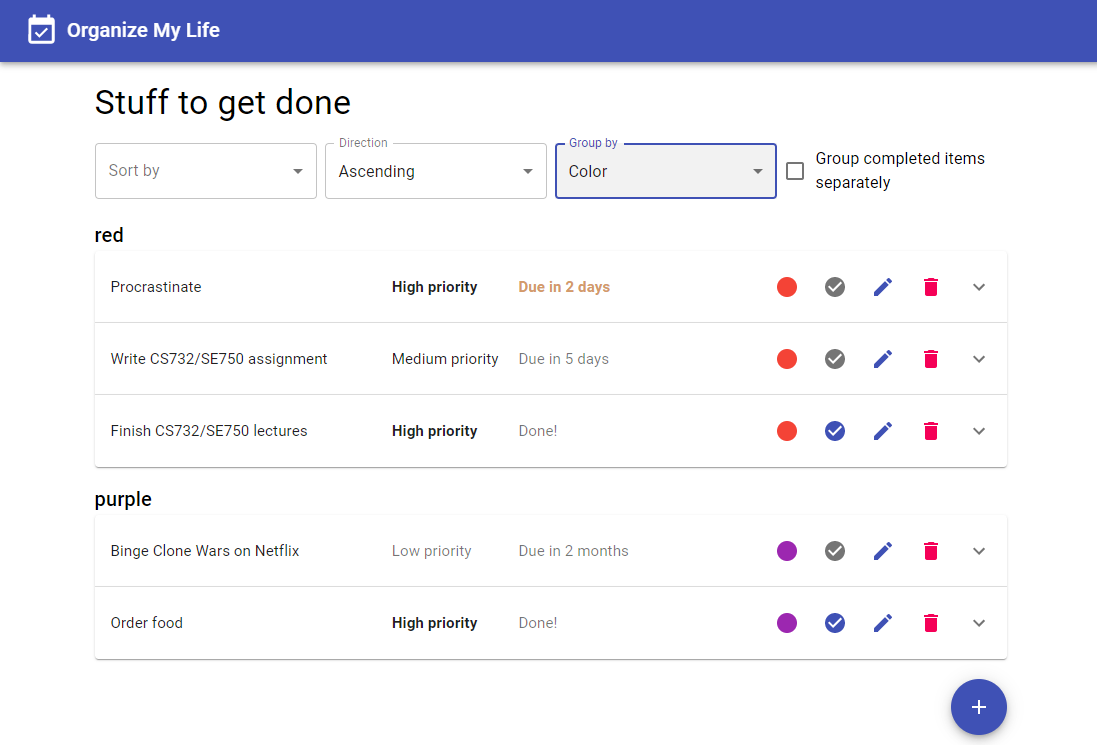 Organize My Life
Stuff to get done
Sort by
Direction
Ascending
Group by
Color
Group completed items
separately
red
Procrastinate High priority Due in 2 days
Write CS732/SE750 assignment Medium priority Due in 5 days
Finish CS732/SE750 lectures High priority Done!
purple
Binge Clone Wars on Netflix Low priority Due in 2 months
Order food High priority Done!